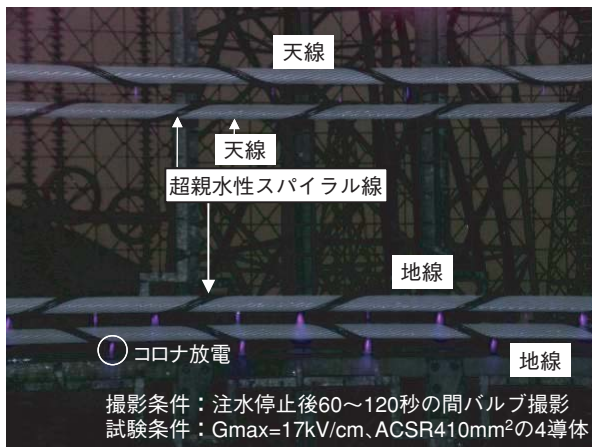 天線
天線
超親水性スパイラル線
地線
コロナ放電
地線
撮影条件：注水停止後60～120秒の間バルブ撮影
試験条件：Gmax=17kV/cm、ACSR410mm²の4導体